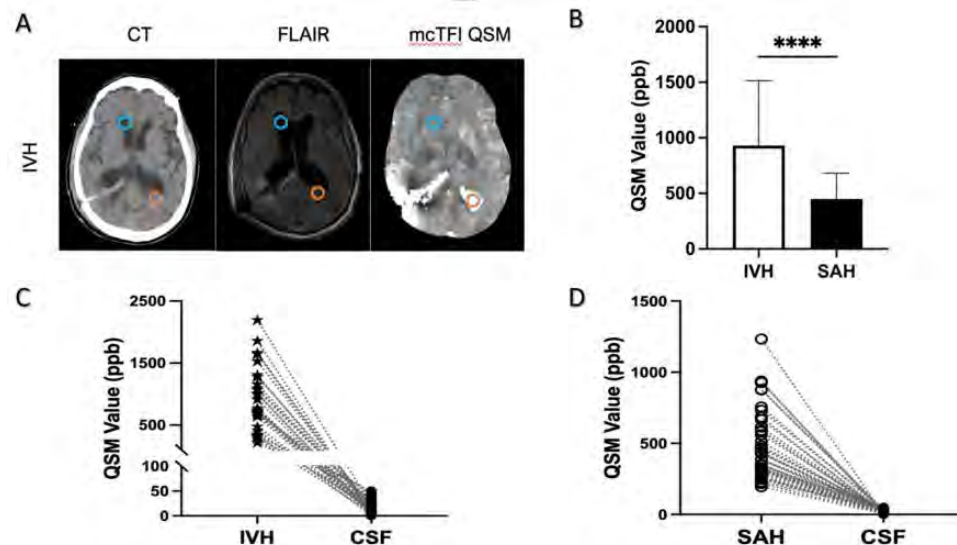 A
CT
FLAIR
mcTFI QSM
IVH
B
QSM Value (ppb)
2000
1500
1000
500
0
****
IVH
SAH
C
QSM Value (ppb)
2500
1500
500
100
50
0
IVH
CSF
D
QSM Value (ppb)
1500
1000
500
0
SAH
CSF